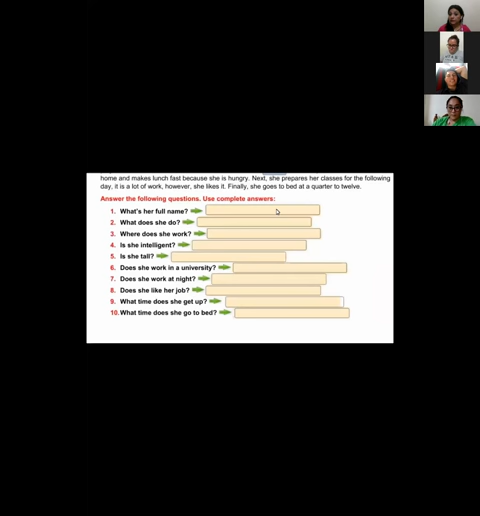 home and makes lunch fast because she is hungry. Next, she prepares her classes for the following
day, it is a lot of work, however, she likes it. Finally, she goes to bed at a quarter to twelve.
Answer the following questions. Use complete answers:
1. What's her full name?
2. What does she do?
3. Where does she work?
4. Is she intelligent?
5. Is she tall?
6. Does she work in a university?
7. Does she work at night?
8. Does she like her job?
9. What time does she get up?
10. What time does she go to bed?